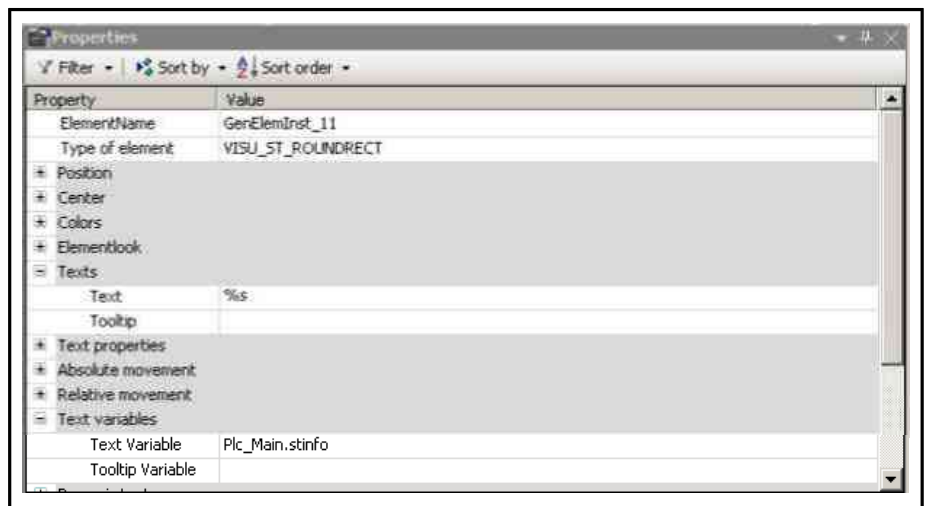 Properties
Filter Sort by Sort order
Property Value
ElementName GenElemInst_11
Type of element VISU_ST_ROUNDRECT
Position
Center
Colors
Elementlook
Texts
Text %s
Tooltip
Text properties
Absolute movement
Relative movement
Text variables
Text Variable Plc_Main.stinfo
Tooltip Variable